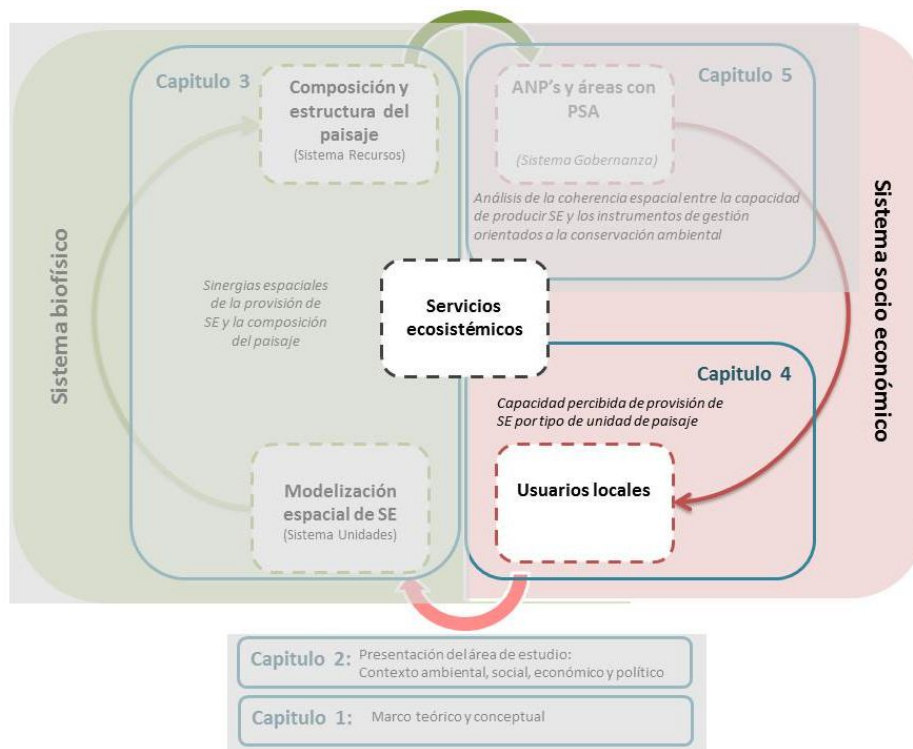 Capitulo 3
Composición y
estructura del
paisaje
(Sistema Recursos)
ANP's y áreas con
PSA
(Sistema Gobernanza)
Capitulo 5
Análisis de la coherencia espacial entre la capacidad
de producir SE y los instrumentos de gestión
orientados a la conservación ambiental
Sistema biofísico
Sinergias espaciales
de la provisión de
SE y la composición
del paisaje
Servicios
ecosistémicos
Sistema socio económico
Capitulo 4
Capacidad percibida de provisión de
SE por tipo de unidad de paisaje
Modelización
espacial de SE
(Sistema Unidades)
Usuarios locales
Capitulo 2: Presentación del área de estudio:
Contexto ambiental, social, económico y político
Capitulo 1: Marco teórico y conceptual